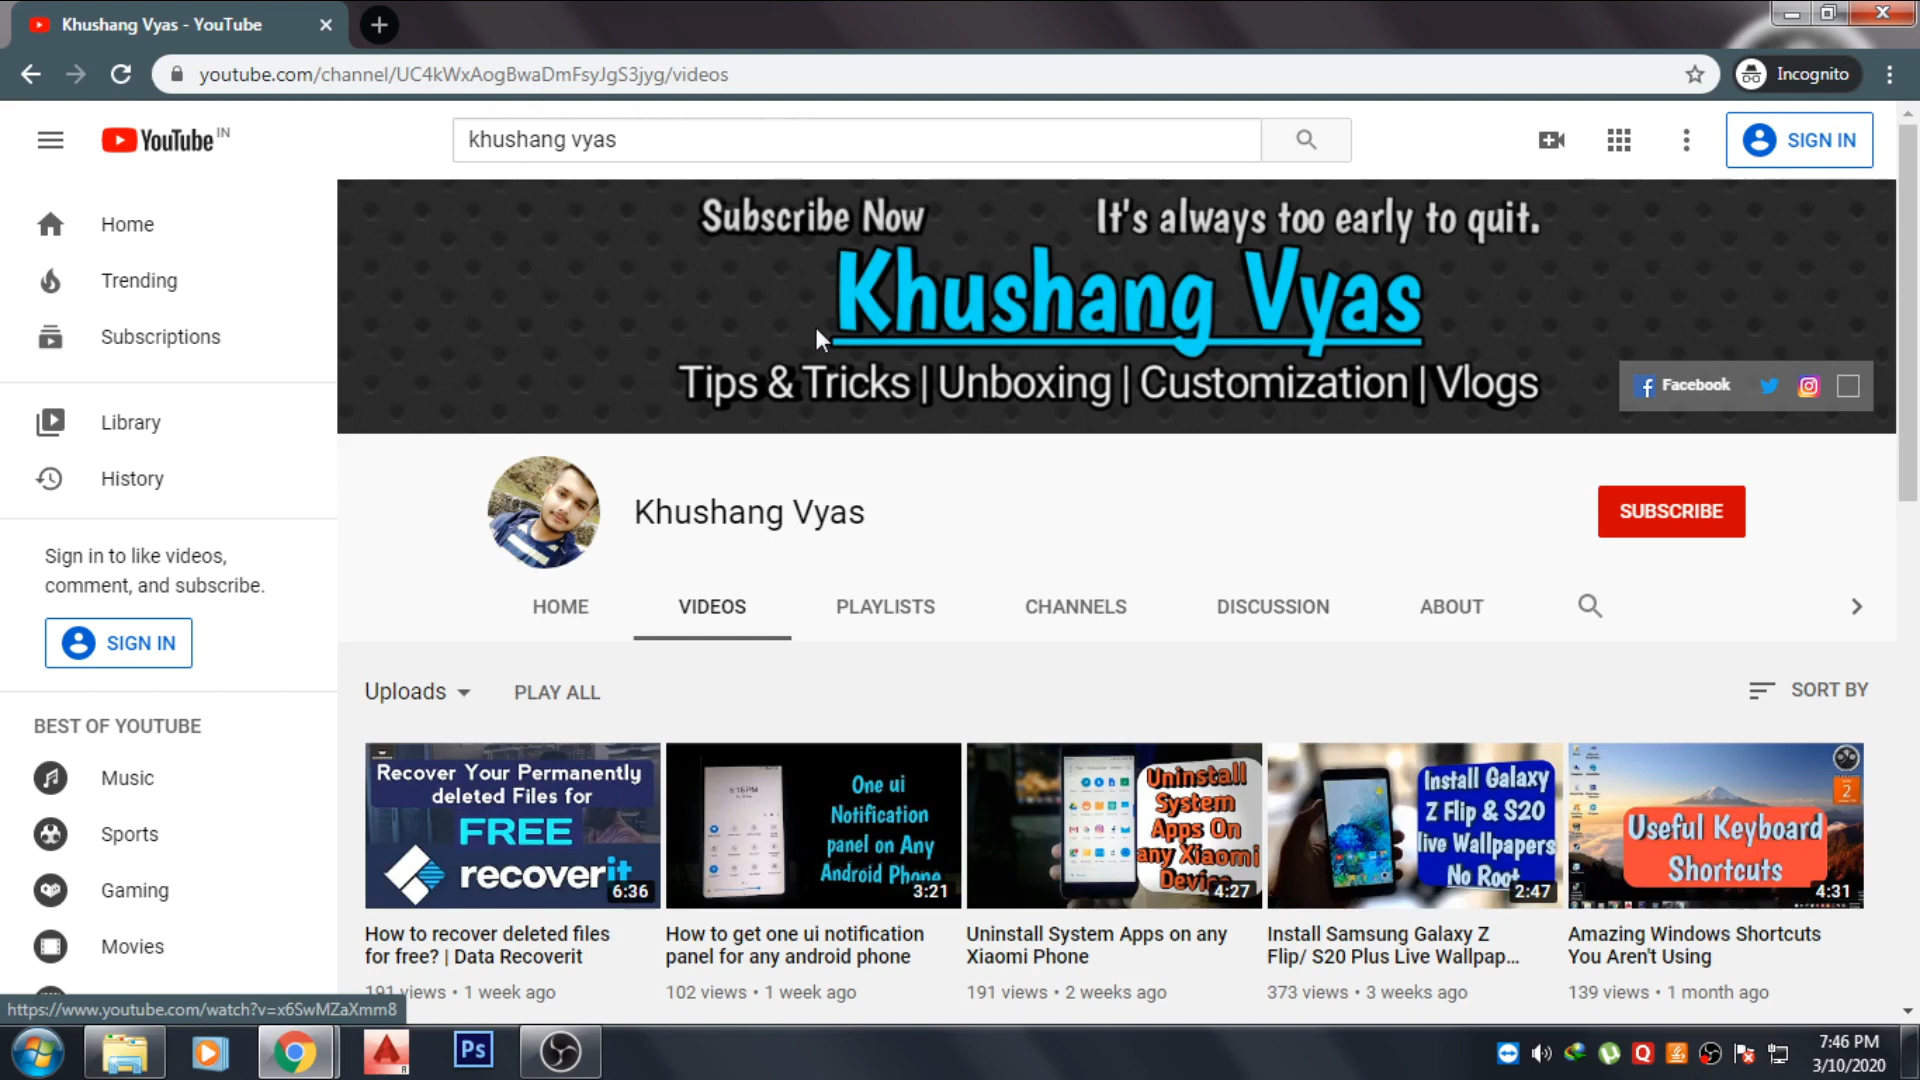 Khushang Vyas - YouTube
youtube.com/channel/UC4kWxAogBwaDmFsyJgS3jyg/videos
Incognito
YouTube IN
khushang vyas
SIGN IN
Home
Trending
Subscriptions
Library
History
Sign in to like videos,
comment, and subscribe.
SIGN IN
BEST OF YOUTUBE
Music
Sports
Gaming
Movies
Subscribe Now
It's always too early to quit.
Khushang Vyas
Tips & Tricks | Unboxing | Customization | Vlogs
Facebook
Khushang Vyas
SUBSCRIBE
HOME
VIDEOS
PLAYLISTS
CHANNELS
DISCUSSION
ABOUT
Uploads
PLAY ALL
SORT BY
Recover Your Permanently
deleted Files for
FREE
recoverit
6:36
How to recover deleted files
for free? | Data Recoverit
191 views • 1 week ago
One ui
Notification
panel on Any
Android Phone
3:21
How to get one ui notification
panel for any android phone
102 views • 1 week ago
Uninstall
System
Apps On
any Xiaomi
Device
4:27
Uninstall System Apps on any
Xiaomi Phone
191 views • 2 weeks ago
Install Galaxy
Z Flip & S20
live Wallpapers
No Root
2:47
Install Samsung Galaxy Z
Flip/ S20 Plus Live Wallpap...
373 views • 3 weeks ago
Useful Keyboard
Shortcuts
2
4:31
Amazing Windows Shortcuts
You Aren't Using
139 views • 1 month ago
https://www.youtube.com/watch?v=x6SwMZaXmm8
Ps
7:46 PM
3/10/2020